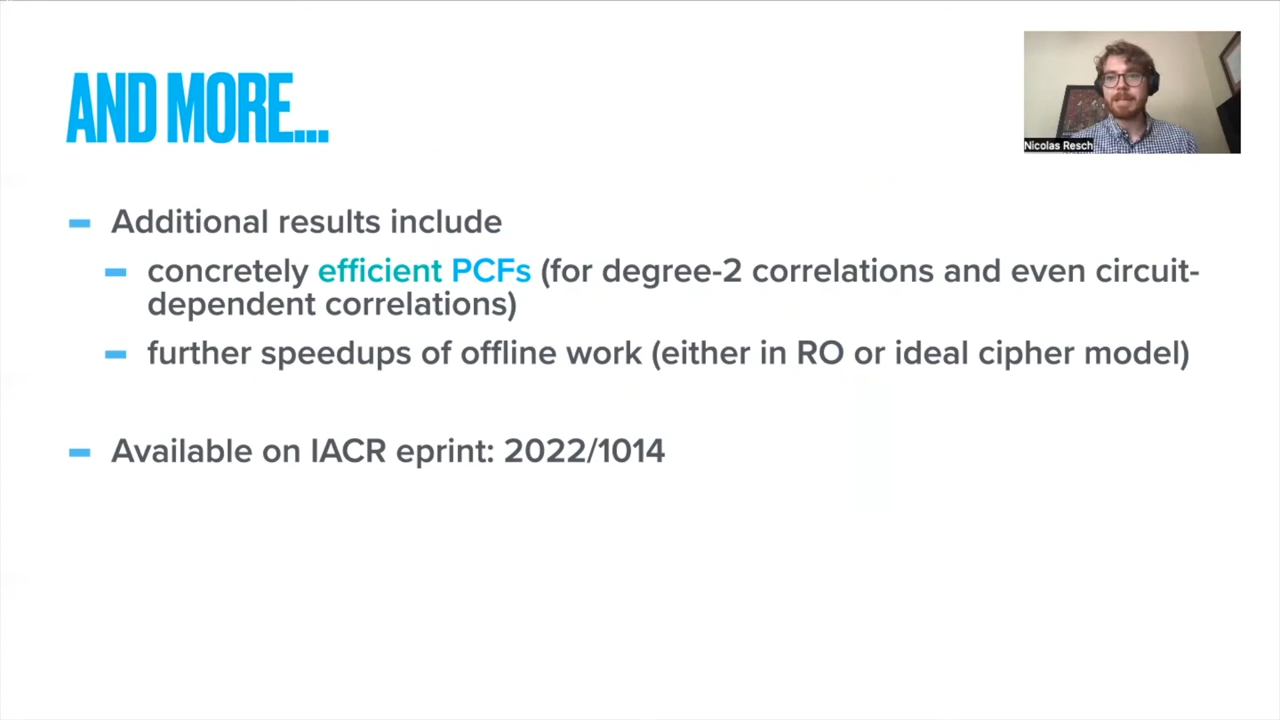 AND MORE...
Nicolas Resch
Additional results include
concretely efficient PCFs (for degree-2 correlations and even circuit-
dependent correlations)
further speedups of offline work (either in RO or ideal cipher model)
Available on IACR eprint: 2022/1014